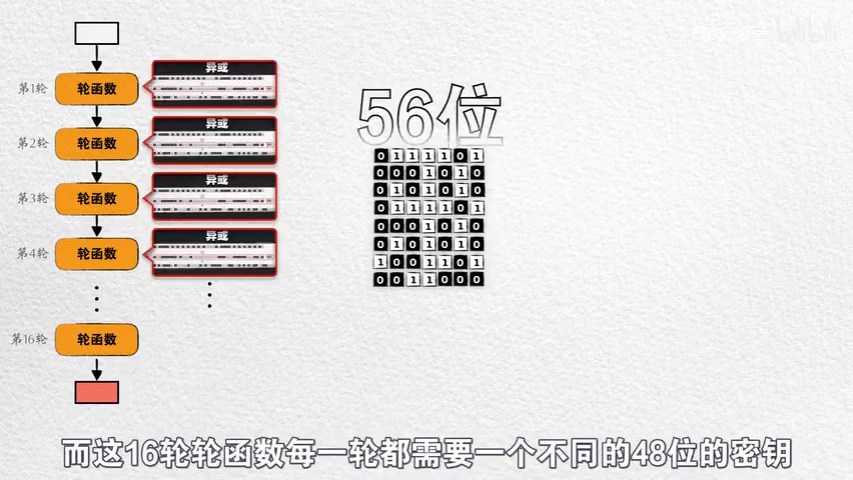 第1轮 轮函数 异或
第2轮 轮函数 异或
第3轮 轮函数 异或
第4轮 轮函数 异或
第16轮 轮函数
56位
0 1 1 1 1 0 1
0 0 0 1 0 1 0
0 1 0 1 0 1 0
0 1 1 1 1 0 1
0 0 0 1 0 1 0
0 1 0 1 0 1 0
1 0 0 1 1 0 1
0 0 1 1 0 0 0
而这16轮轮函数每一轮都需要一个不同的48位的密钥